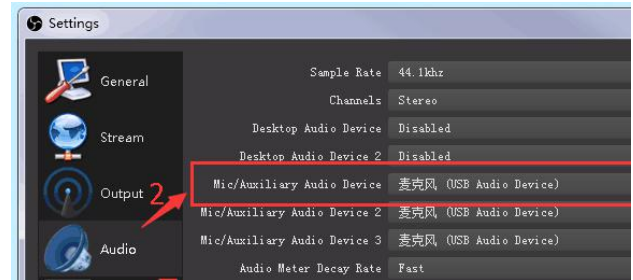 Settings
General
Stream
Output
Audio
2
Sample Rate 44.1khz
Channels Stereo
Desktop Audio Device Disabled
Desktop Audio Device 2 Disabled
Mic/Auxiliary Audio Device 麦克风 (USB Audio Device)
Mic/Auxiliary Audio Device 2 麦克风 (USB Audio Device)
Mic/Auxiliary Audio Device 3 麦克风 (USB Audio Device)
Audio Meter Decay Rate Fast